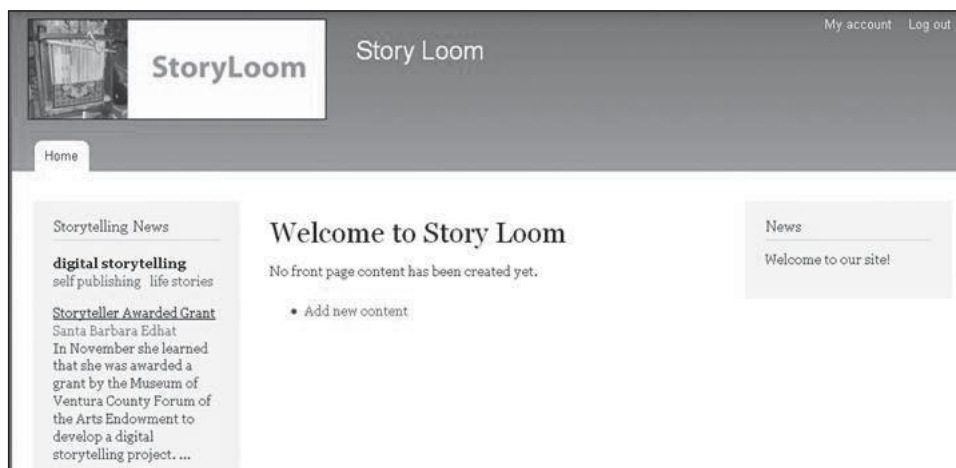 My account Log out
StoryLoom
Story Loom
Home
Storytelling News
digital storytelling
self publishing life stories
Storyteller Awarded Grant
Santa Barbara Edhat
In November she learned
that she was awarded a
grant by the Museum of
Ventura County Forum of
the Arts Endowment to
develop a digital
storytelling project. ...
Welcome to Story Loom
No front page content has been created yet.
• Add new content
News
Welcome to our site!